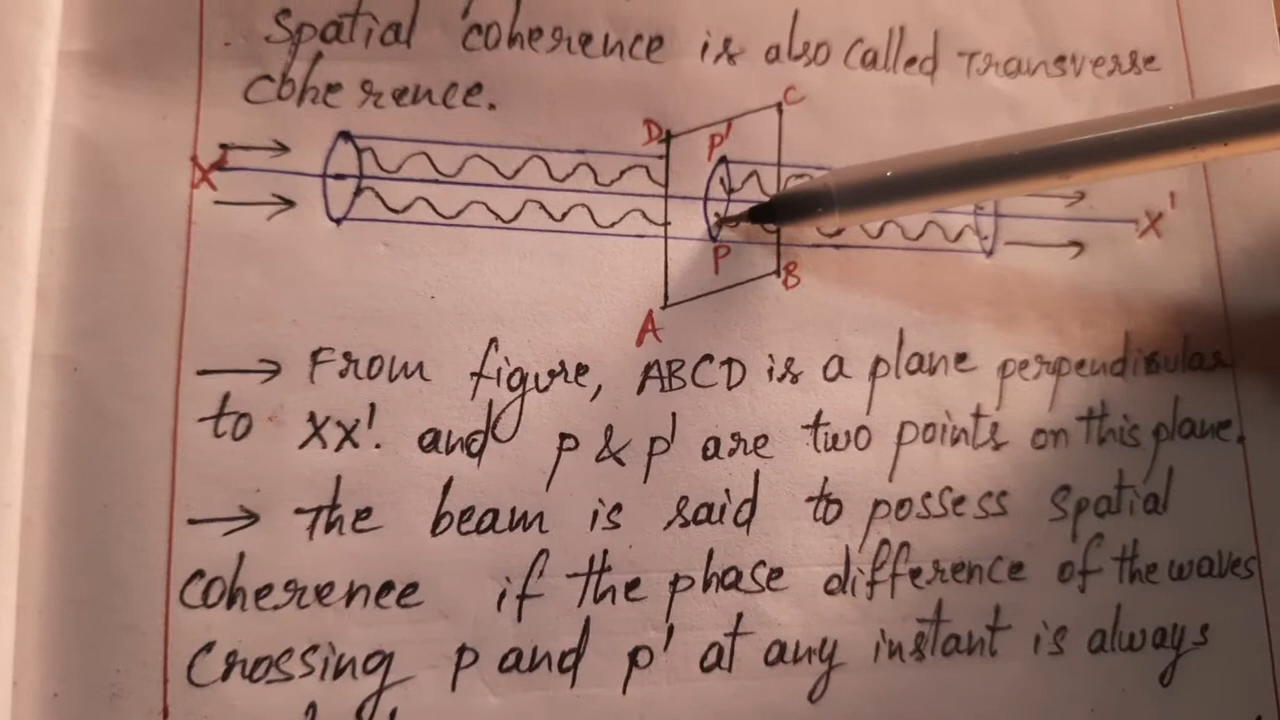 Spatial coherence is also called Transverse
coherence.
D
P'
C
X
X'
P
B
A
→ From figure, ABCD is a plane perpendicular
to XX'. and p & p' are two points on this plane.
→ The beam is said to possess spatial
coherence if the phase difference of the waves
crossing p and p' at any instant is always